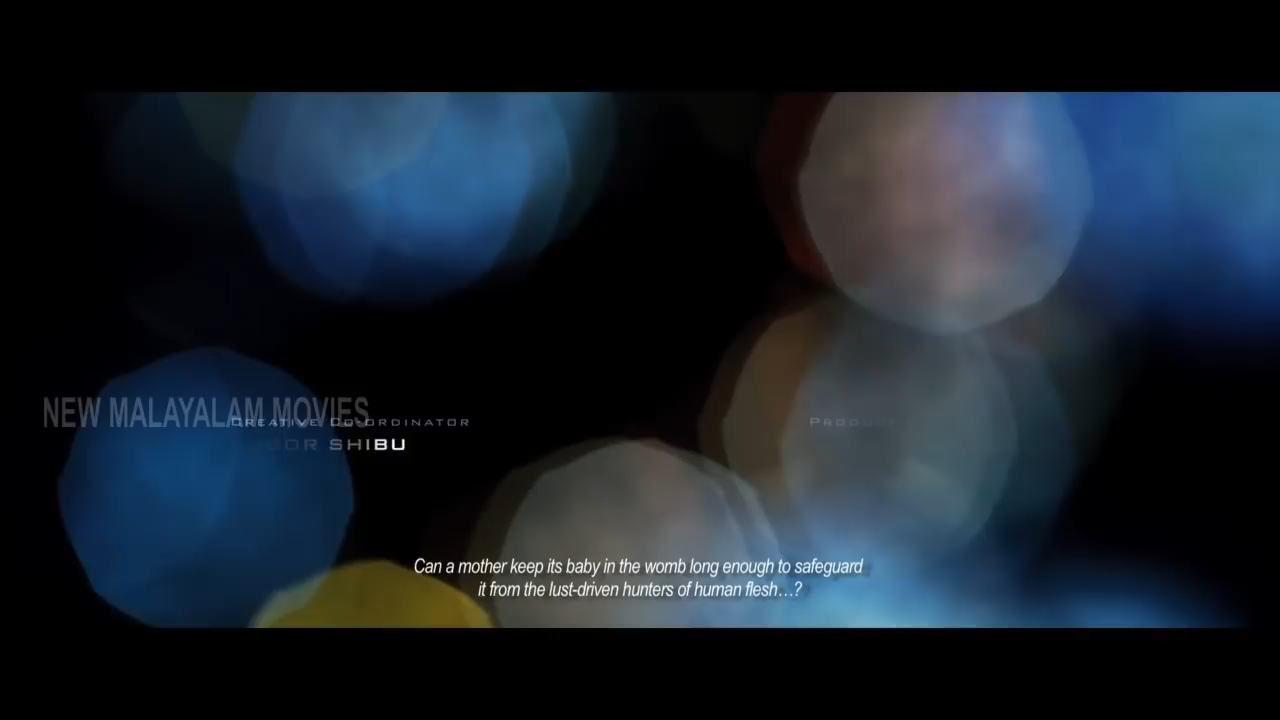 NEW MALAYALAM MOVIES
CREATIVE CO-ORDINATOR
SHIBU
Can a mother keep its baby in the womb long enough to safeguard
it from the lust-driven hunters of human flesh...?